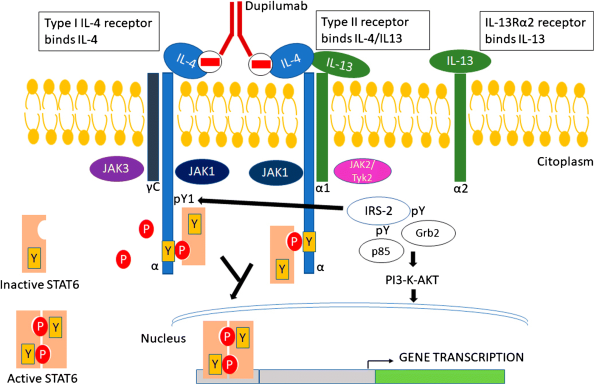 Dupilumab
Type I IL-4 receptor
binds IL-4
Type II receptor
binds IL-4/IL13
IL-13Rα2 receptor
binds IL-13
IL-4
IL-4
IL-13
IL-13
Citoplasm
JAK3
JAK1
JAK1
JAK2/
Tyk2
γC
α1
α2
pY1
IRS-2
pY
Y
P
P
Y
P
Y
P
Y
Y
α
α
pY
Grb2
p85
Y
Inactive STAT6
PI3-K-AKT
Nucleus
P
Y
Y
P
Active STAT6
P
Y
Y
P
GENE TRANSCRIPTION